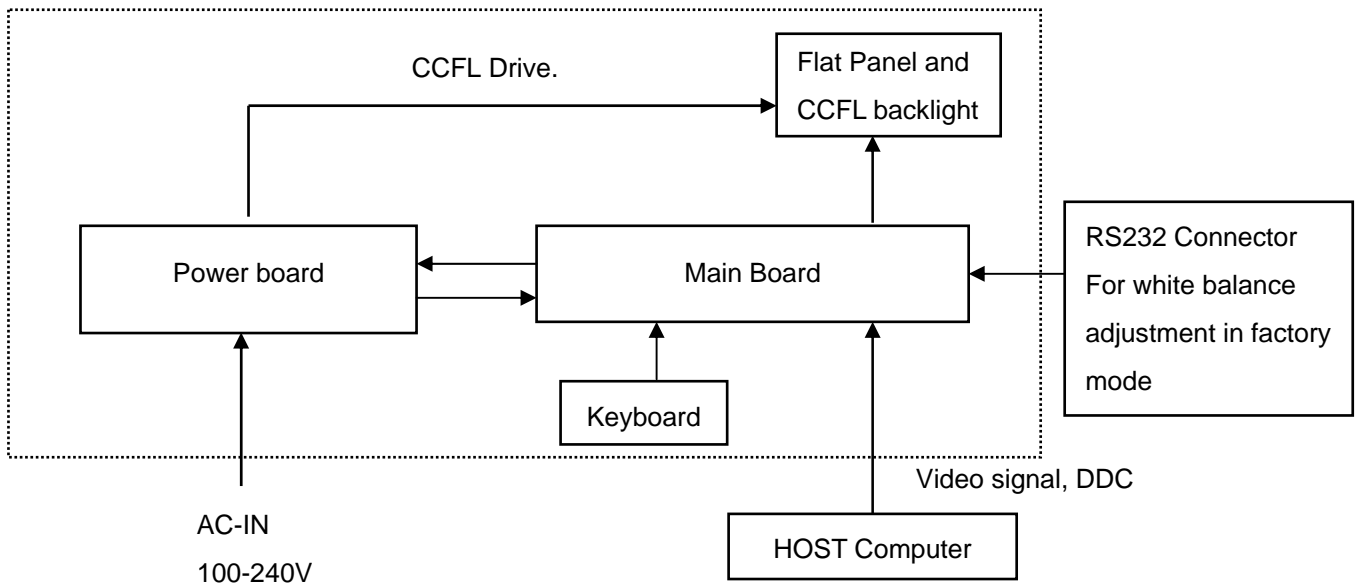 CCFL Drive.
Flat Panel and
CCFL backlight
Power board
Main Board
RS232 Connector
For white balance
adjustment in factory
mode
Keyboard
Video signal, DDC
AC-IN
100-240V
HOST Computer